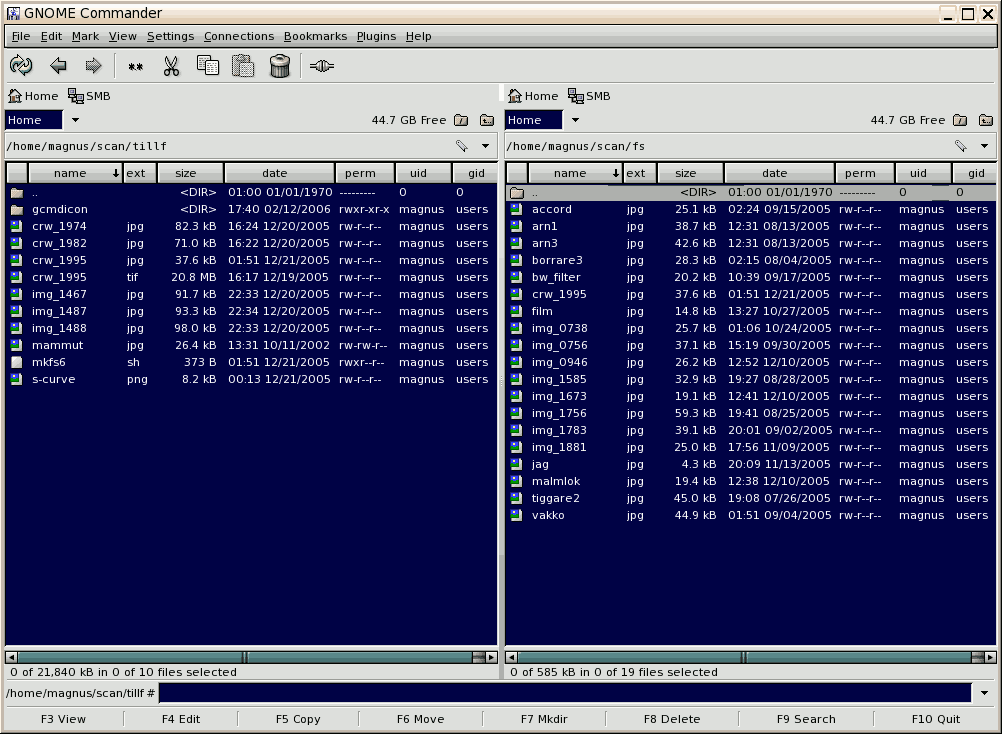 GNOME Commander
File Edit Mark View Settings Connections Bookmarks Plugins Help
**
Home SMB
Home
44.7 GB Free
/home/magnus/scan/tillf
name ext size date perm uid gid
.. <DIR> 01:00 01/01/1970 --------- 0 0
gcmdicon <DIR> 17:40 02/12/2006 rwxr-xr-x magnus users
crw_1974 jpg 82.3 kB 16:24 12/20/2005 rw-r--r-- magnus users
crw_1982 jpg 71.0 kB 16:22 12/20/2005 rw-r--r-- magnus users
crw_1995 jpg 37.6 kB 01:51 12/21/2005 rw-r--r-- magnus users
crw_1995 tif 20.8 MB 16:17 12/19/2005 rw-r--r-- magnus users
img_1467 jpg 91.7 kB 22:33 12/20/2005 rw-r--r-- magnus users
img_1487 jpg 93.3 kB 22:34 12/20/2005 rw-r--r-- magnus users
img_1488 jpg 98.0 kB 22:33 12/20/2005 rw-r--r-- magnus users
mammut jpg 26.4 kB 13:31 10/11/2002 rw-rw-r-- magnus users
mkfs6 sh 373 B 01:51 12/21/2005 rwxr--r-- magnus users
s-curve png 8.2 kB 00:13 12/21/2005 rw-r--r-- magnus users
0 of 21,840 kB in 0 of 10 files selected
Home SMB
Home
44.7 GB Free
/home/magnus/scan/fs
name ext size date perm uid gid
.. <DIR> 01:00 01/01/1970 --------- 0 0
accord jpg 25.1 kB 02:24 09/15/2005 rw-r--r-- magnus users
arn1 jpg 38.7 kB 12:31 08/13/2005 rw-r--r-- magnus users
arn3 jpg 42.6 kB 12:31 08/13/2005 rw-r--r-- magnus users
borrare3 jpg 28.3 kB 02:15 08/04/2005 rw-r--r-- magnus users
bw_filter jpg 20.2 kB 10:39 09/17/2005 rw-r--r-- magnus users
crw_1995 jpg 37.6 kB 01:51 12/21/2005 rw-r--r-- magnus users
film jpg 14.8 kB 13:27 10/27/2005 rw-r--r-- magnus users
img_0738 jpg 25.7 kB 01:06 10/24/2005 rw-r--r-- magnus users
img_0756 jpg 37.1 kB 15:19 09/30/2005 rw-r--r-- magnus users
img_0946 jpg 26.2 kB 12:52 12/10/2005 rw-r--r-- magnus users
img_1585 jpg 32.9 kB 19:27 08/28/2005 rw-r--r-- magnus users
img_1673 jpg 19.1 kB 12:41 12/10/2005 rw-r--r-- magnus users
img_1756 jpg 59.3 kB 19:41 08/25/2005 rw-r--r-- magnus users
img_1783 jpg 39.1 kB 20:01 09/02/2005 rw-r--r-- magnus users
img_1881 jpg 25.0 kB 17:56 11/09/2005 rw-r--r-- magnus users
jag jpg 4.3 kB 20:09 11/13/2005 rw-r--r-- magnus users
malmlok jpg 19.4 kB 12:38 12/10/2005 rw-r--r-- magnus users
tiggare2 jpg 45.0 kB 19:08 07/26/2005 rw-r--r-- magnus users
vakko jpg 44.9 kB 01:51 09/04/2005 rw-r--r-- magnus users
0 of 585 kB in 0 of 19 files selected
/home/magnus/scan/tillf #
F3 View F4 Edit F5 Copy F6 Move F7 Mkdir F8 Delete F9 Search F10 Quit